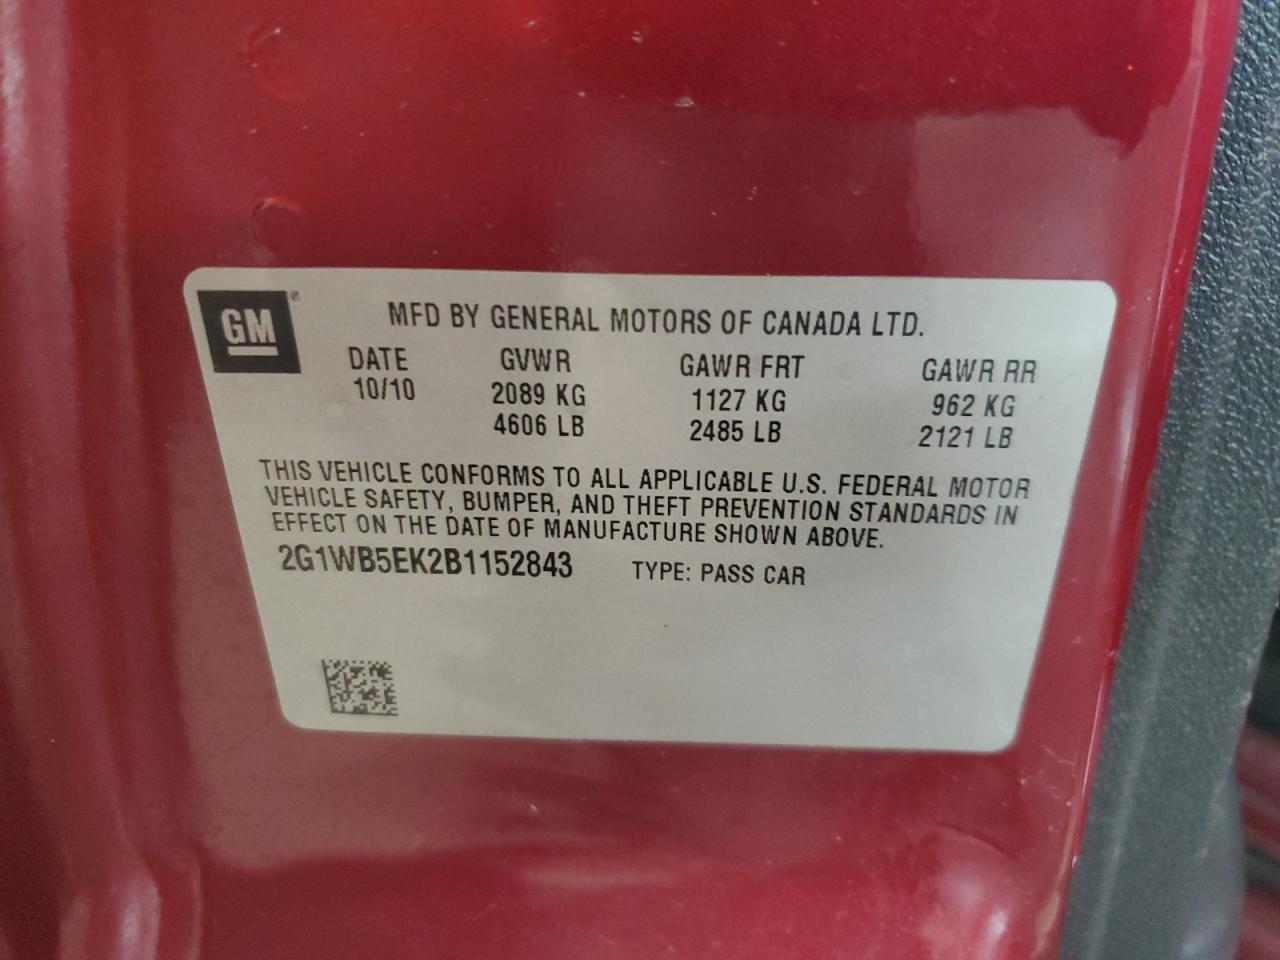 GM®
MFD BY GENERAL MOTORS OF CANADA LTD.
DATE GVWR GAWR FRT GAWR RR
10/10 2089 KG 1127 KG 962 KG
4606 LB 2485 LB 2121 LB
THIS VEHICLE CONFORMS TO ALL APPLICABLE U.S. FEDERAL MOTOR
VEHICLE SAFETY, BUMPER, AND THEFT PREVENTION STANDARDS IN
EFFECT ON THE DATE OF MANUFACTURE SHOWN ABOVE.
2G1WB5EK2B1152843 TYPE: PASS CAR